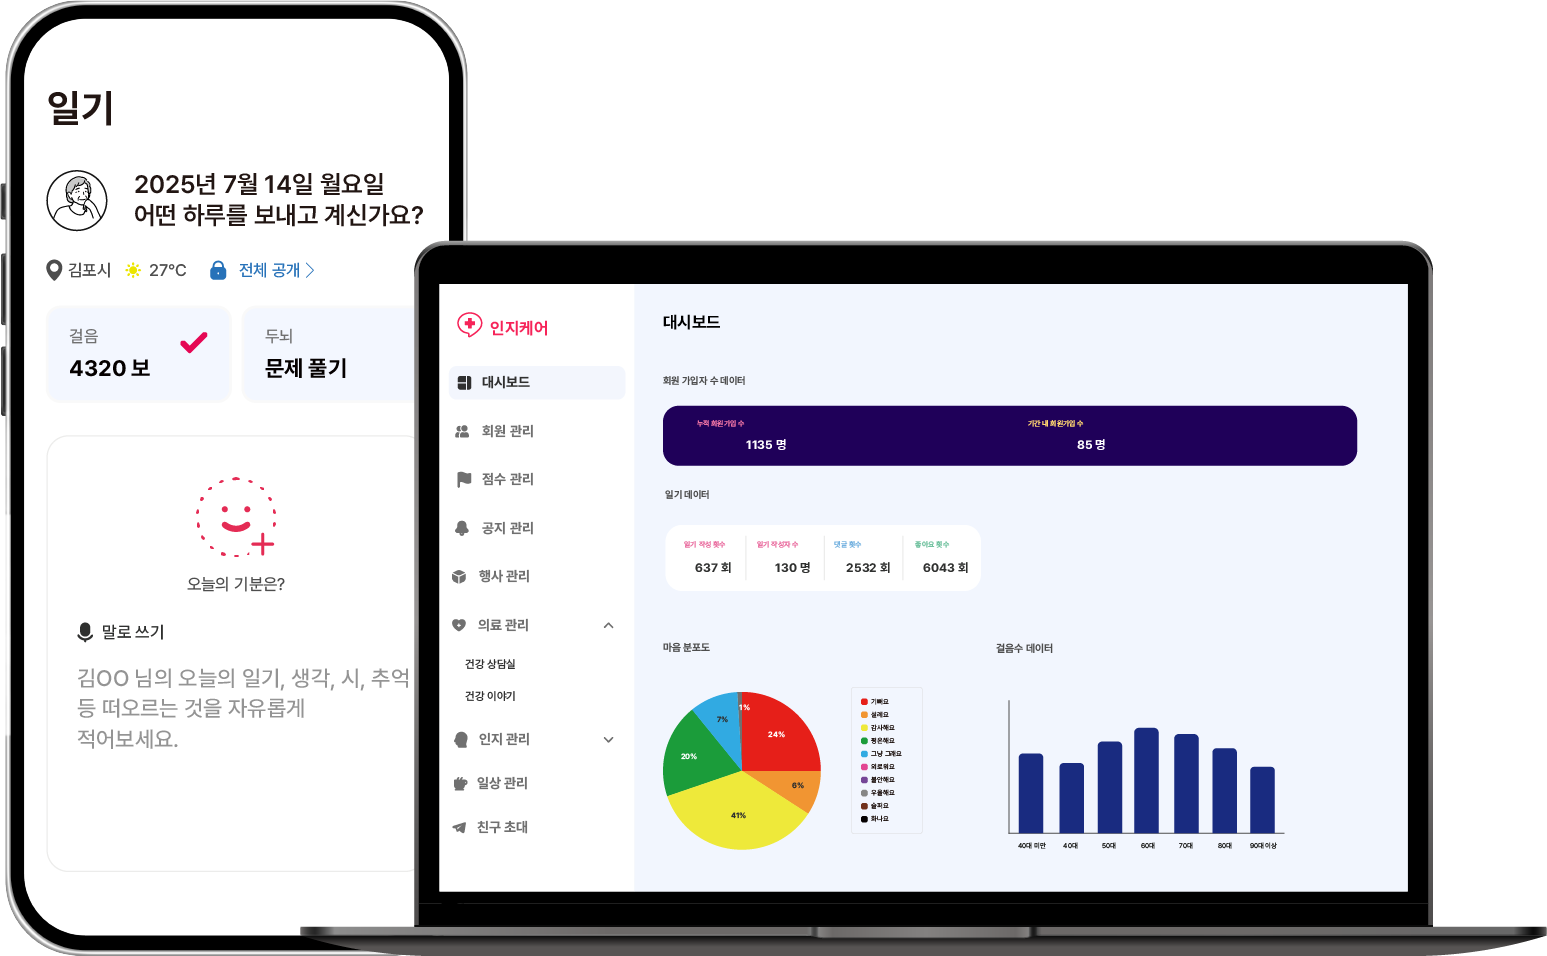 일기
2025년 7월 14일 월요일
어떤 하루를 보내고 계신가요?
김포시 27°C 전체 공개
걸음
4320 보
두뇌
문제 풀기
오늘의 기분은?
말로 쓰기
김OO 님의 오늘의 일기, 생각, 시, 추억
등 떠오르는 것을 자유롭게
적어보세요.
인지케어
대시보드
회원 관리
점수 관리
공지 관리
행사 관리
의료 관리
건강 상담실
건강 이야기
인지 관리
일상 관리
친구 초대
대시보드
회원 가입자 수 데이터
누적 회원가입 수
1135 명
기간 내 회원가입 수
85 명
일기 데이터
일기 작성 횟수
637 회
일기 작성자 수
130 명
댓글 횟수
2532 회
좋아요 횟수
6043 회
마음 분포도
1%
7%
24%
20%
6%
41%
기뻐요
설레요
감사해요
평온해요
그냥 그래요
외로워요
불안해요
우울해요
슬퍼요
화나요
걸음수 데이터
40대 미만 40대 50대 60대 70대 80대 90대 이상